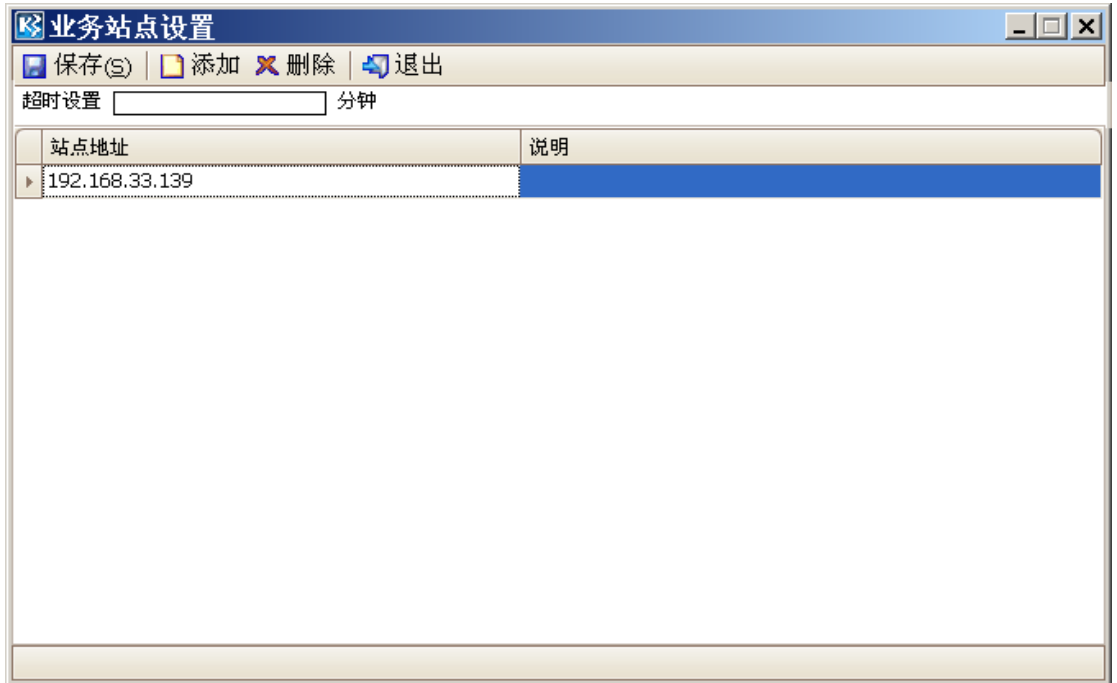 业务站点设置
保存(S) 添加 删除 退出
超时设置 分钟
站点地址 说明
192.168.33.139